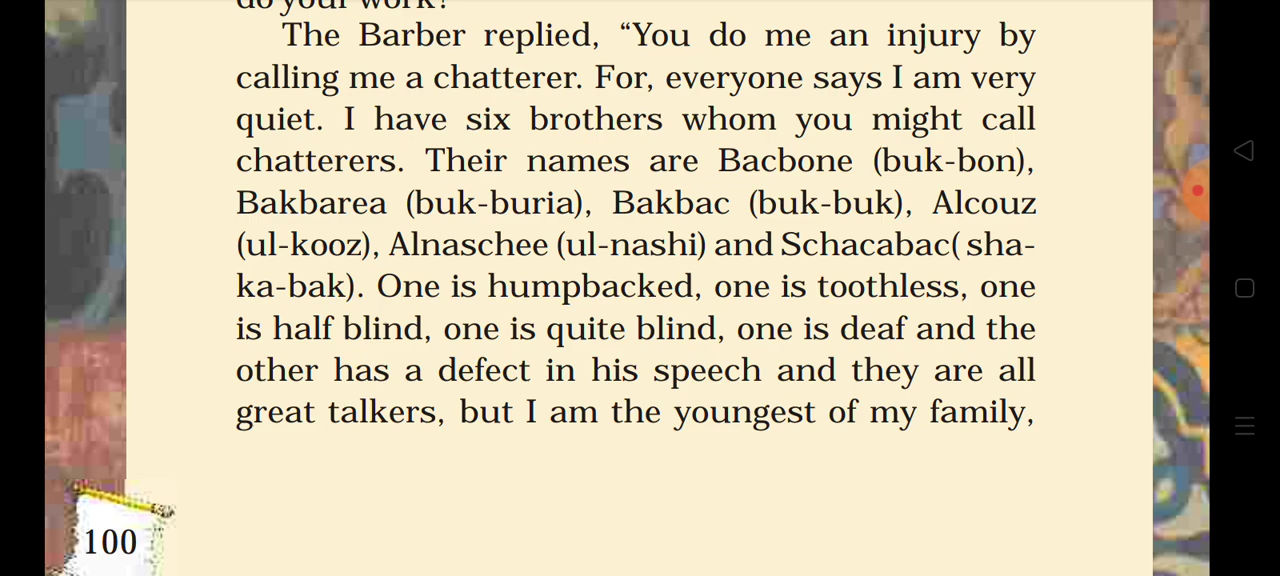 do your work?
The Barber replied, “You do me an injury by
calling me a chatterer. For, everyone says I am very
quiet. I have six brothers whom you might call
chatterers. Their names are Bacbone (buk-bon),
Bakbarea (buk-buria), Bakbac (buk-buk), Alcouz
(ul-kooz), Alnaschee (ul-nashi) and Schacabac( sha-
ka-bak). One is humpbacked, one is toothless, one
is half blind, one is quite blind, one is deaf and the
other has a defect in his speech and they are all
great talkers, but I am the youngest of my family,
100